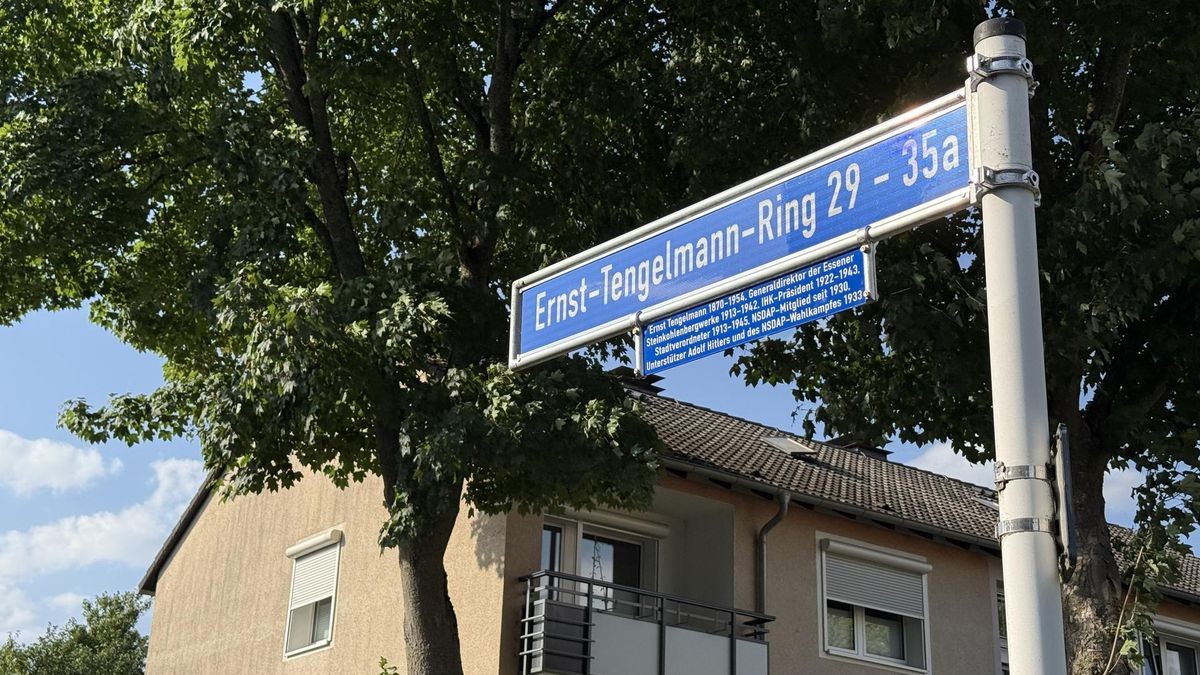 Ernst-Tengelmann-Ring 29 - 35a
Ernst Tengelmann 1870-1954. Generaldirektor der Essener
Steinkohlenbergwerke 1913-1942. IHK-Präsident 1922-1943.
Stadtverordneter 1913-1945. NSDAP-Mitglied seit 1930.
Unterstützer Adolf Hitlers und des NSDAP-Wahlkampfes 1933